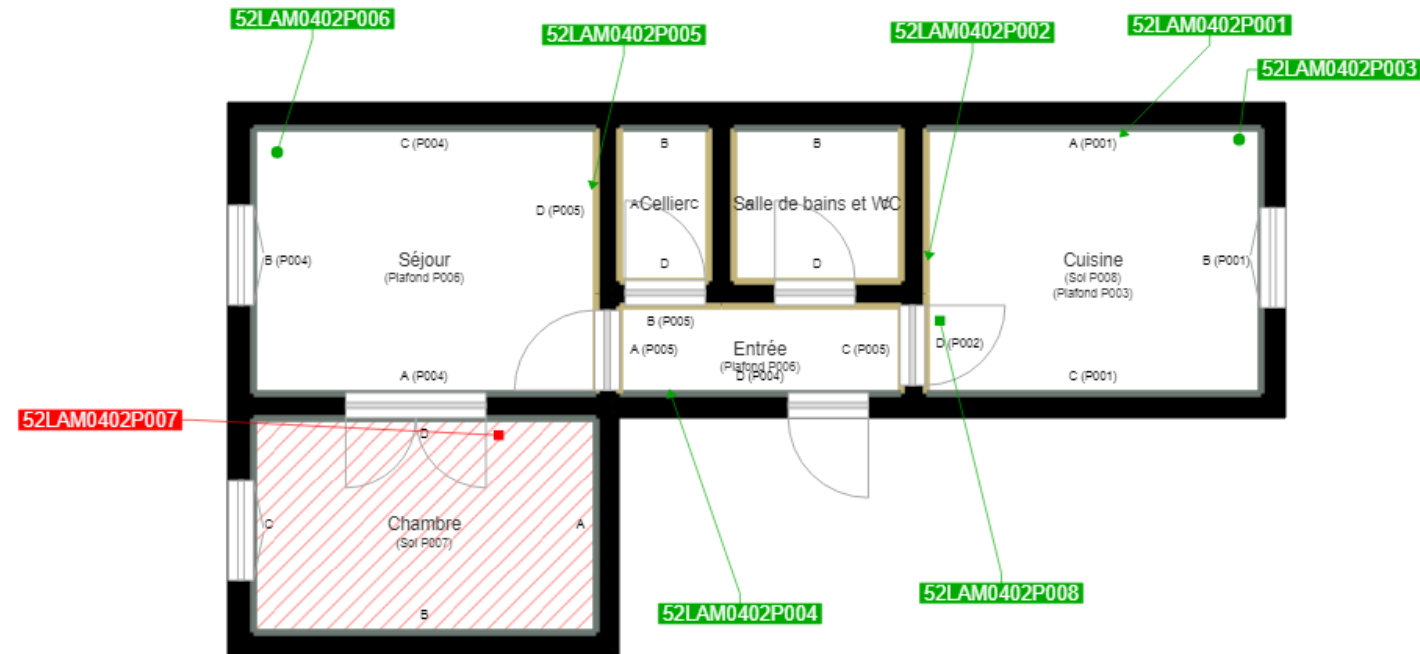 52LAM0402P006
52LAM0402P005
52LAM0402P002
52LAM0402P001
52LAM0402P003
C (P004)
D (P005)
B (P004)
Séjour
(Plafond P006)
A (P004)
B
A
Cellier
C
D
B
Salle de bains et WC
C
D
A (P001)
B (P001)
Cuisine
(Sol P008)
(Plafond P003)
D (P002)
C (P001)
B (P005)
A (P005)
Entrée
(Plafond P006)
C (P005)
D (P004)
52LAM0402P007
D
C
Chambre
(Sol P007)
A
B
52LAM0402P004
52LAM0402P008